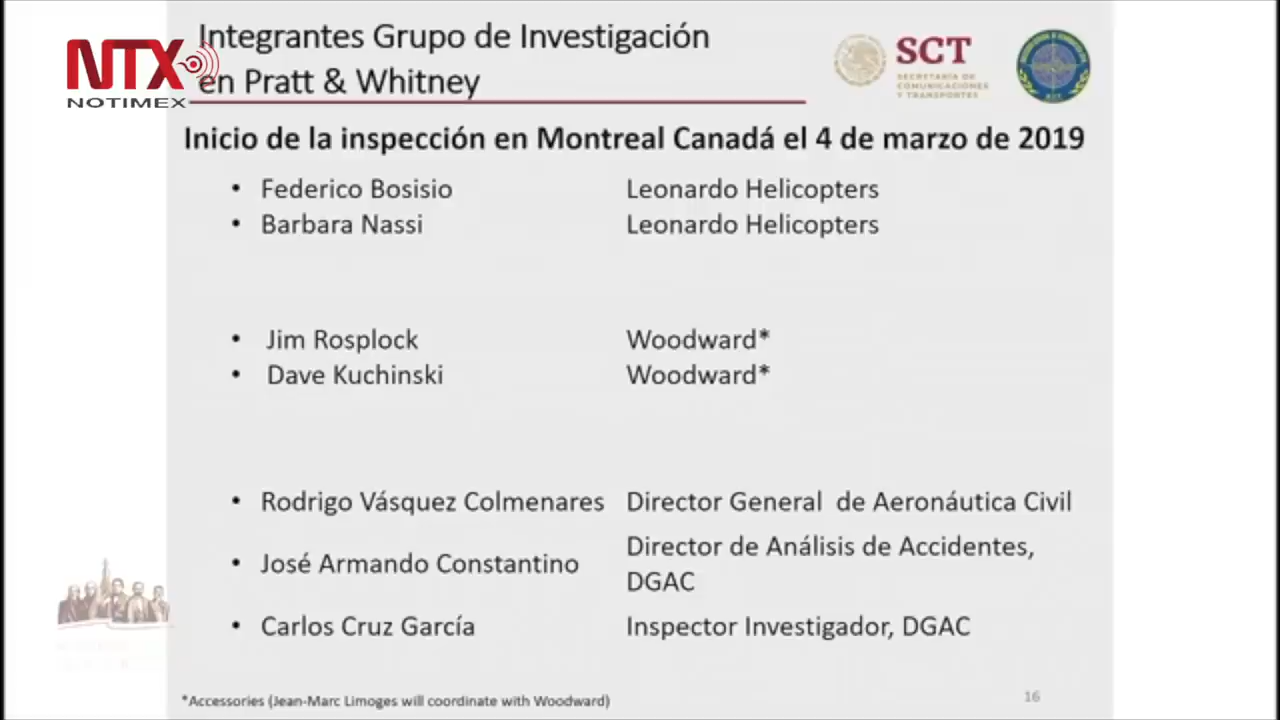 Integrantes Grupo de Investigación
en Pratt & Whitney
NTX
NOTIMEX
SCT
SECRETARÍA DE
COMUNICACIONES
Y TRANSPORTES
Inicio de la inspección en Montreal Canadá el 4 de marzo de 2019
• Federico Bosisio Leonardo Helicopters
• Barbara Nassi Leonardo Helicopters
• Jim Rosplock Woodward*
• Dave Kuchinski Woodward*
• Rodrigo Vásquez Colmenares Director General de Aeronáutica Civil
• José Armando Constantino Director de Análisis de Accidentes,
DGAC
• Carlos Cruz García Inspector Investigador, DGAC
*Accessories (Jean-Marc Limoges will coordinate with Woodward)
16